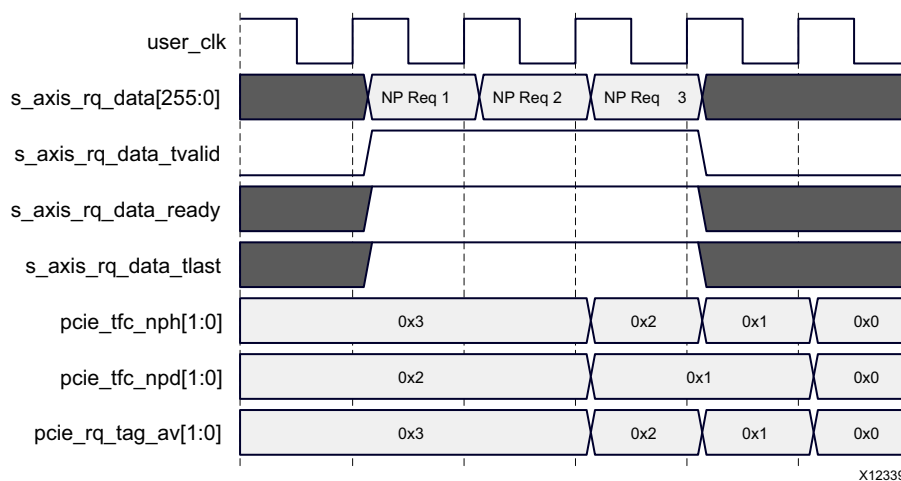 user_clk
s_axis_rq_data[255:0] NP Req 1 NP Req 2 NP Req 3
s_axis_rq_data_tvalid
s_axis_rq_data_ready
s_axis_rq_data_tlast
pcie_tfc_nph[1:0] 0x3 0x2 0x1 0x0
pcie_tfc_npd[1:0] 0x2 0x1 0x0
pcie_rq_tag_av[1:0] 0x3 0x2 0x1 0x0
X12339